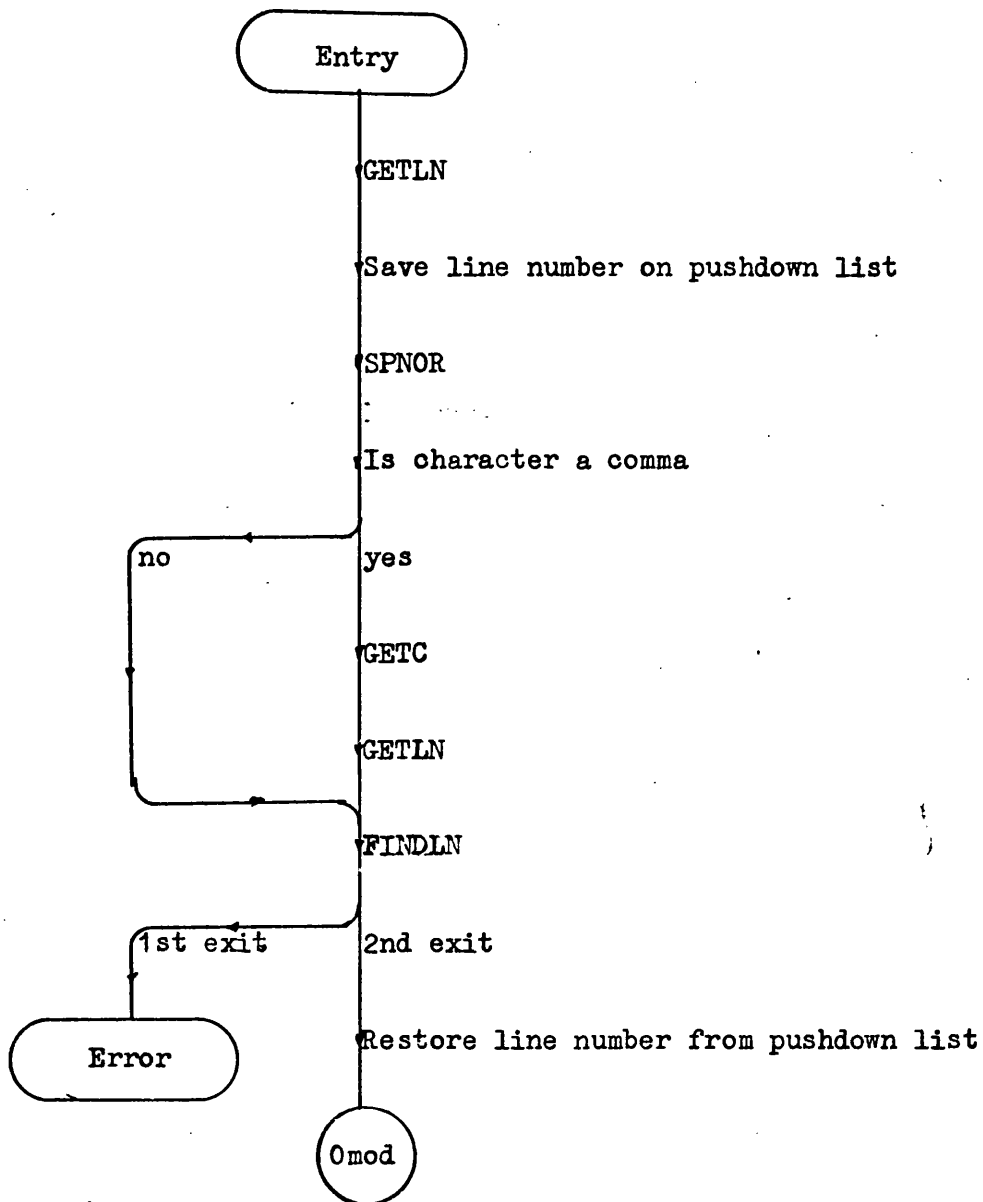 Entry
GETLN
Save line number on pushdown list
SPNOR
Is character a comma
no
yes
GETC
GETLN
FINDLN
1st exit
2nd exit
Error
Restore line number from pushdown list
Omod